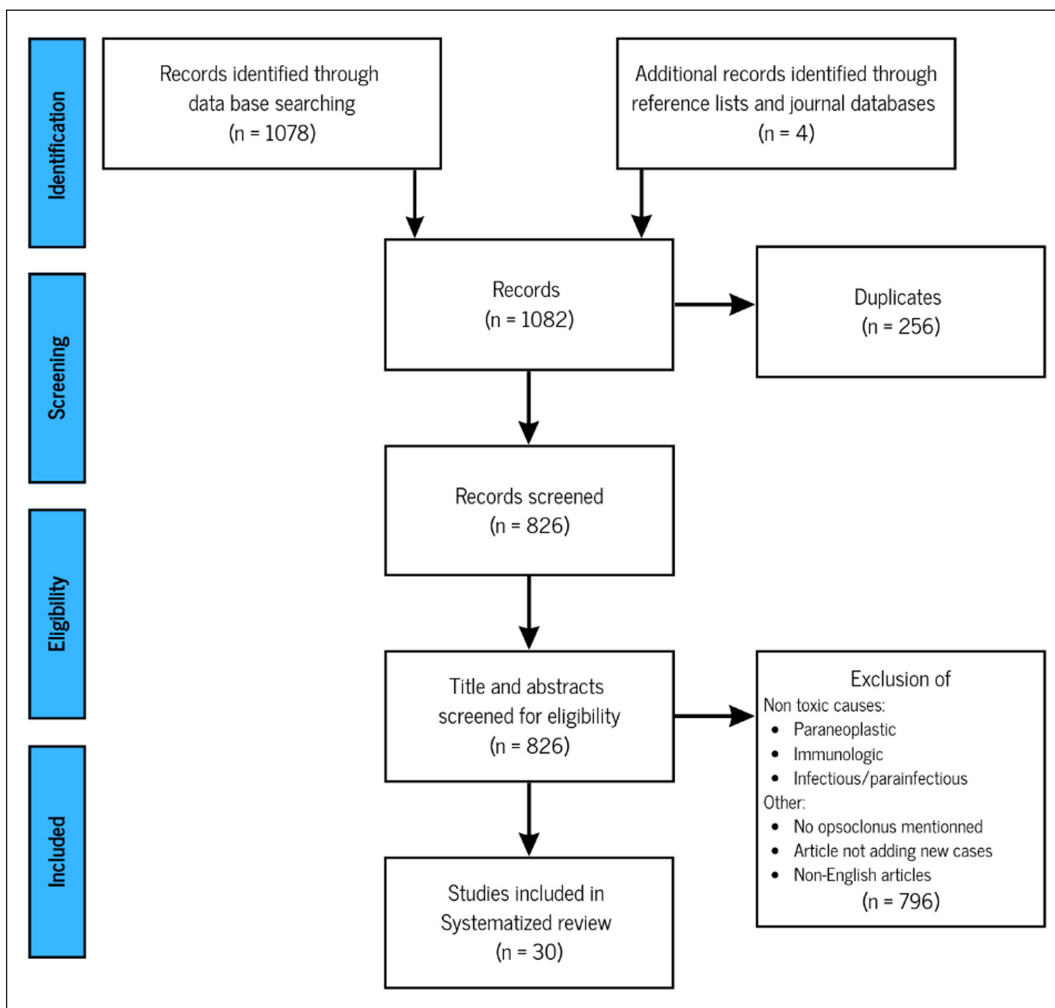 Identification
Records identified through
data base searching
(n = 1078)
Additional records identified through
reference lists and journal databases
(n = 4)
Records
(n = 1082)
Duplicates
(n = 256)
Screening
Records screened
(n = 826)
Eligibility
Title and abstracts
screened for eligibility
(n = 826)
Exclusion of
Non toxic causes:
• Paraneoplastic
• Immunologic
• Infectious/parainfectious
Other:
• No opsoclonus mentionned
• Article not adding new cases
• Non-English articles
(n = 796)
Included
Studies included in
Systematized review
(n = 30)